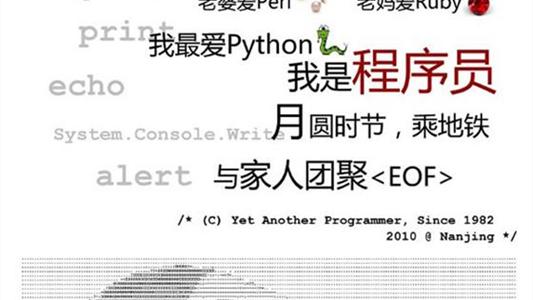 老婆爱Perl 老妈爱Ruby
print
我最爱Python
我是程序员
echo
System.Console.Write
月圆时节，乘地铁
alert
与家人团聚<EOF>
/* (C) Yet Another Programmer, Since 1982
2010 @ Nanjing */